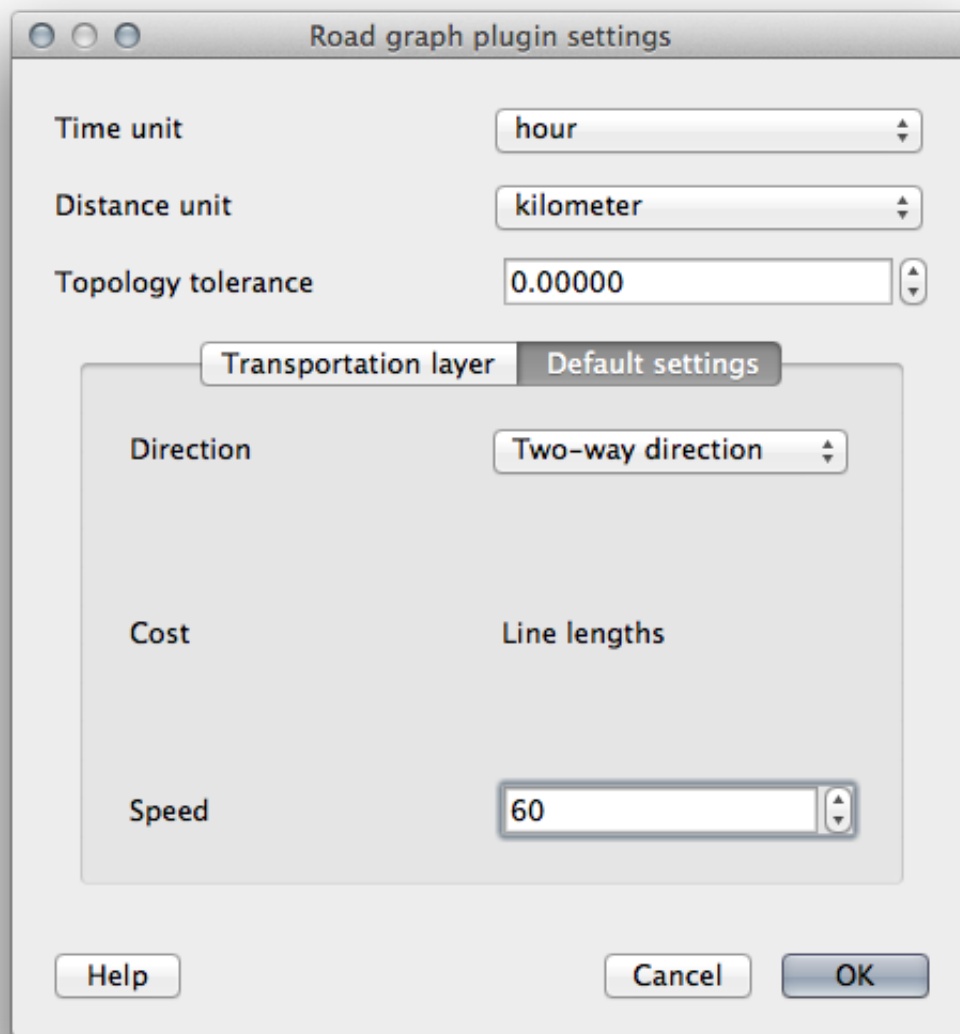 Road graph plugin settings
Time unit hour
Distance unit kilometer
Topology tolerance 0.00000
Transportation layer Default settings
Direction Two-way direction
Cost Line lengths
Speed 60
Help Cancel OK